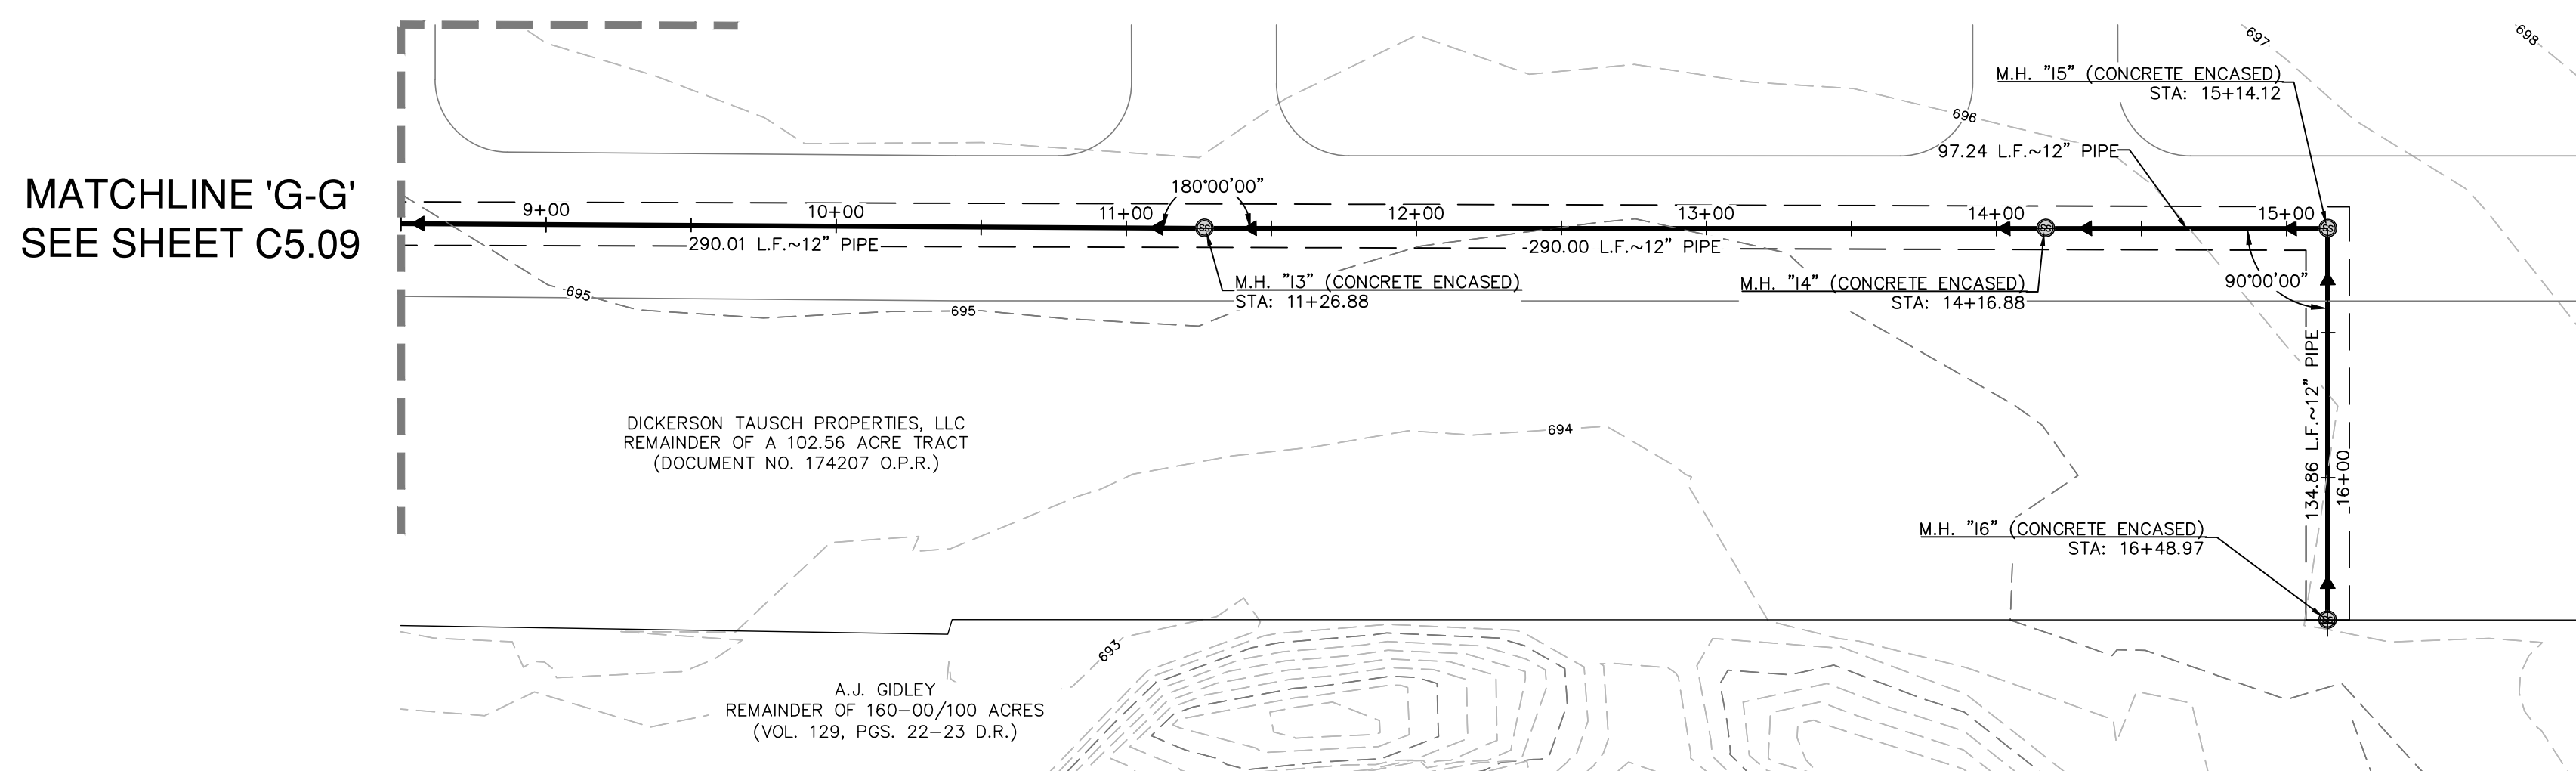 MATCHLINE 'G-G'
SEE SHEET C5.09
697
698
M.H. "I5" (CONCRETE ENCASED)
STA: 15+14.12
696
97.24 L.F.~12" PIPE
180°00'00"
9+00
10+00
11+00
12+00
13+00
14+00
15+00
SS
SS
SS
290.01 L.F.~12" PIPE
290.00 L.F.~12" PIPE
M.H. "I3" (CONCRETE ENCASED)
STA: 11+26.88
M.H. "I4" (CONCRETE ENCASED)
STA: 14+16.88
90°00'00"
695
695
134.86 L.F.~12" PIPE
16+00
DICKERSON TAUSCH PROPERTIES, LLC
REMAINDER OF A 102.56 ACRE TRACT
(DOCUMENT NO. 174207 O.P.R.)
694
M.H. "I6" (CONCRETE ENCASED)
STA: 16+48.97
SS
693
A.J. GIDLEY
REMAINDER OF 160-00/100 ACRES
(VOL. 129, PGS. 22-23 D.R.)